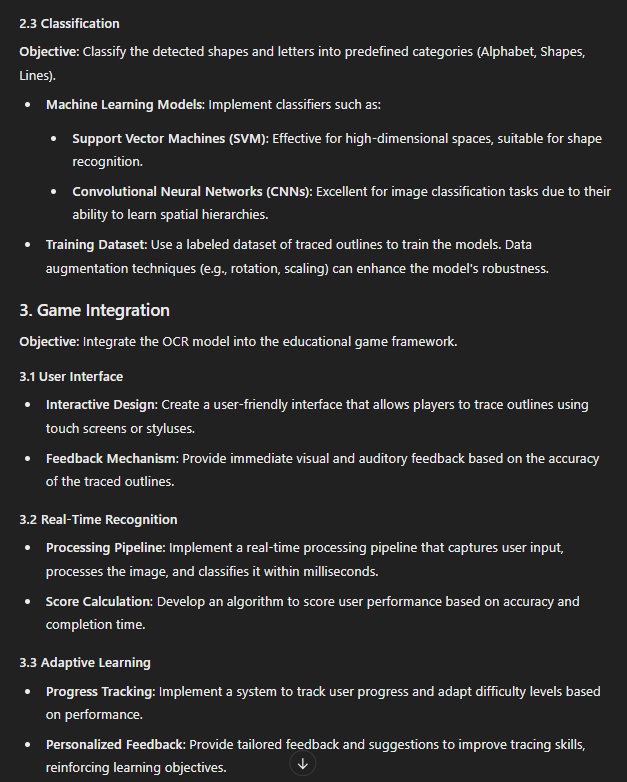 2.3 Classification
Objective: Classify the detected shapes and letters into predefined categories (Alphabet, Shapes,
Lines).
• Machine Learning Models: Implement classifiers such as:
• Support Vector Machines (SVM): Effective for high-dimensional spaces, suitable for shape
recognition.
• Convolutional Neural Networks (CNNs): Excellent for image classification tasks due to their
ability to learn spatial hierarchies.
• Training Dataset: Use a labeled dataset of traced outlines to train the models. Data
augmentation techniques (e.g., rotation, scaling) can enhance the model's robustness.
3. Game Integration
Objective: Integrate the OCR model into the educational game framework.
3.1 User Interface
• Interactive Design: Create a user-friendly interface that allows players to trace outlines using
touch screens or styluses.
• Feedback Mechanism: Provide immediate visual and auditory feedback based on the accuracy
of the traced outlines.
3.2 Real-Time Recognition
• Processing Pipeline: Implement a real-time processing pipeline that captures user input,
processes the image, and classifies it within milliseconds.
• Score Calculation: Develop an algorithm to score user performance based on accuracy and
completion time.
3.3 Adaptive Learning
• Progress Tracking: Implement a system to track user progress and adapt difficulty levels based
on performance.
• Personalized Feedback: Provide tailored feedback and suggestions to improve tracing skills,
reinforcing learning objectives.